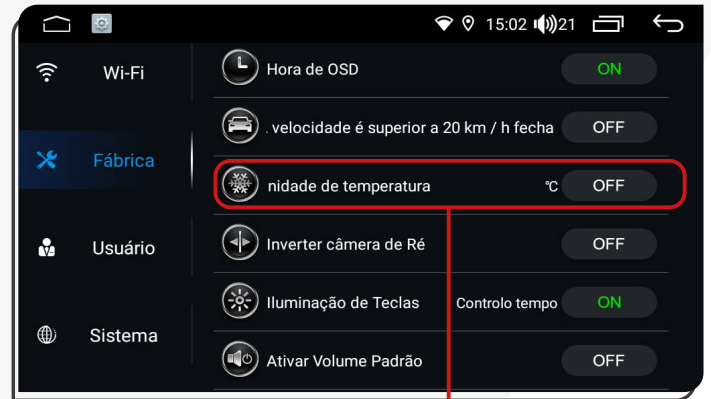 15:02 21
Wi-Fi
Hora de OSD ON
. velocidade é superior a 20 km / h fecha OFF
Fábrica
nidade de temperatura °C OFF
Usuário
Inverter câmera de Ré OFF
Iluminação de Teclas Controlo tempo ON
Sistema
Ativar Volume Padrão OFF